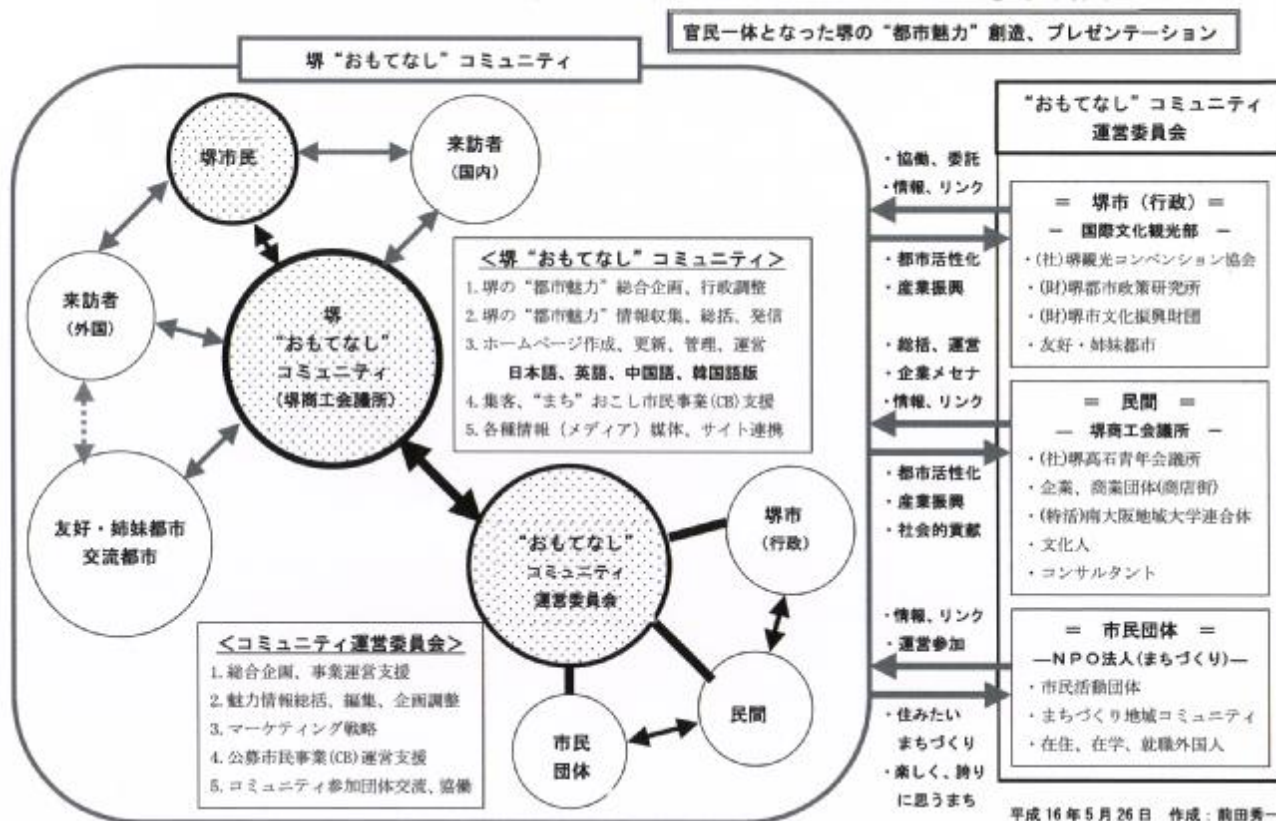 官民一体となった堺の“都市魅力”創造、プレゼンテーション
堺“おもてなし”コミュニティ
堺市民
来訪者
(国内)
来訪者
(外国)
堺
“おもてなし”
コミュニティ
(堺商工会議所)
友好・姉妹都市
交流都市
<堺“おもてなし”コミュニティ>
1. 堺の“都市魅力”総合企画、行政調整
2. 堺の“都市魅力”情報収集、総括、発信
3. ホームページ作成、更新、管理、運営
日本語、英語、中国語、韓国語版
4. 集客、“まち”おこし市民事業(CB)支援
5. 各種情報(メディア)媒体、サイト連携
“おもてなし”
コミュニティ
運営委員会
堺市
(行政)
民間
市民
団体
<コミュニティ運営委員会>
1. 総合企画、事業運営支援
2. 魅力情報総括、編集、企画調整
3. マーケティング戦略
4. 公募市民事業(CB)運営支援
5. コミュニティ参加団体交流、協働
・協働、委託
・情報、リンク
・都市活性化
・産業振興
・総括、運営
・企業メセナ
・情報、リンク
・都市活性化
・産業振興
・社会的貢献
・情報、リンク
・運営参加
・住みたい
まちづくり
・楽しく、誇り
に思うまち
“おもてなし”コミュニティ
運営委員会
= 堺市(行政) =
― 国際文化観光部 ―
・(社)堺観光コンベンション協会
・(財)堺都市政策研究所
・(財)堺市文化振興財団
・友好・姉妹都市
= 民間 =
― 堺商工会議所 ―
・(社)堺高石青年会議所
・企業、商業団体(商店街)
・(特活)南大阪地域大学連合体
・文化人
・コンサルタント
= 市民団体 =
―NPO法人(まちづくり)―
・市民活動団体
・まちづくり地域コミュニティ
・在住、在学、就職外国人
平成16年5月26日 作成:前田秀一